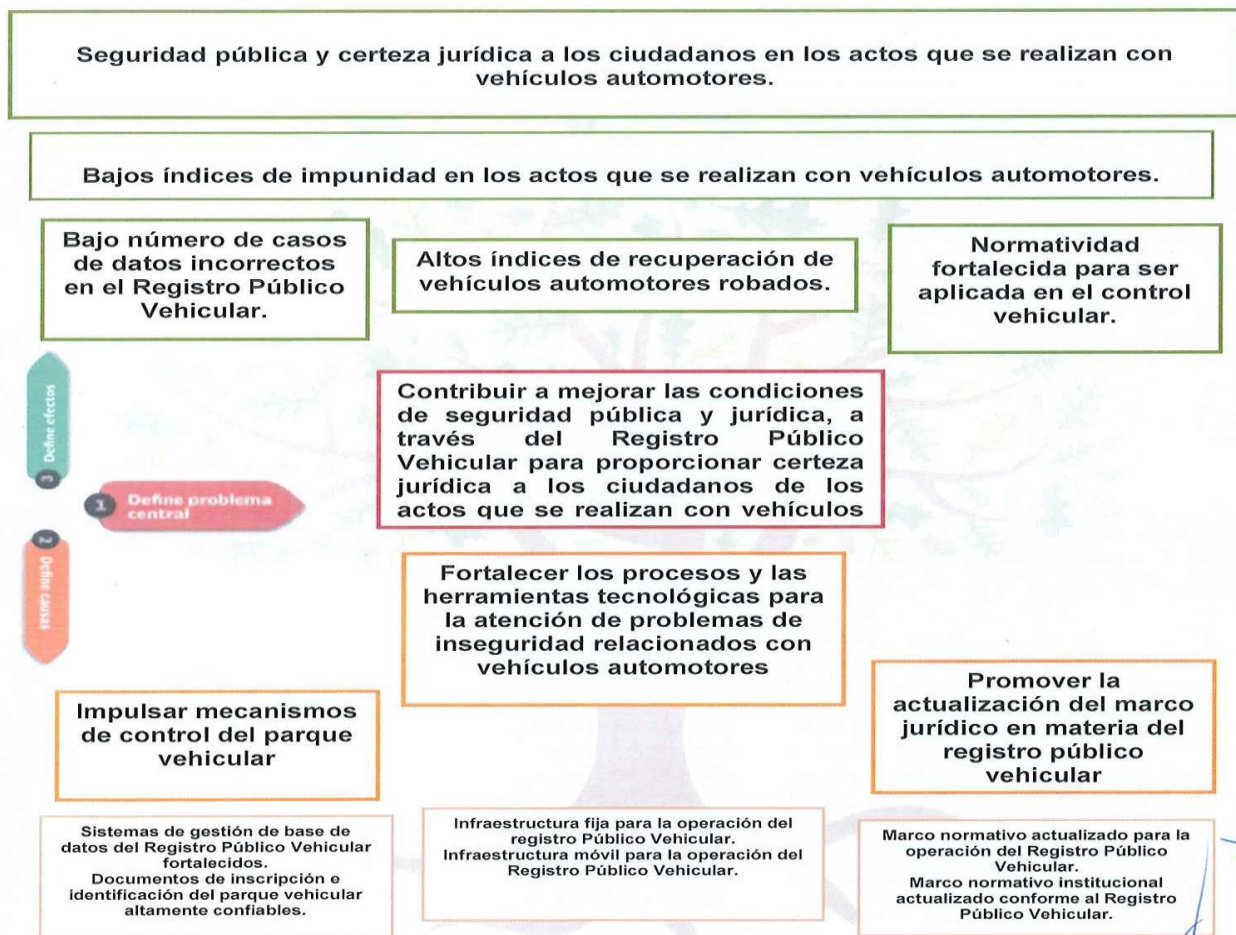 Seguridad pública y certeza jurídica a los ciudadanos en los actos que se realizan con
vehículos automotores.
Bajos índices de impunidad en los actos que se realizan con vehículos automotores.
Bajo número de casos
de datos incorrectos
en el Registro Público
Vehicular.
Altos índices de recuperación de
vehículos automotores robados.
Normatividad
fortalecida para ser
aplicada en el control
vehicular.
3 Define efectos
1 Define problema
central
2 Define causas
Contribuir a mejorar las condiciones
de seguridad pública y jurídica, a
través del Registro Público
Vehicular para proporcionar certeza
jurídica a los ciudadanos de los
actos que se realizan con vehículos
Fortalecer los procesos y las
herramientas tecnológicas para
la atención de problemas de
inseguridad relacionados con
vehículos automotores
Impulsar mecanismos
de control del parque
vehicular
Promover la
actualización del marco
jurídico en materia del
registro público
vehicular
Sistemas de gestión de base de
datos del Registro Público Vehicular
fortalecidos.
Documentos de inscripción e
identificación del parque vehicular
altamente confiables.
Infraestructura fija para la operación del
registro Público Vehicular.
Infraestructura móvil para la operación del
Registro Público Vehicular.
Marco normativo actualizado para la
operación del Registro Público
Vehicular.
Marco normativo institucional
actualizado conforme al Registro
Público Vehicular.